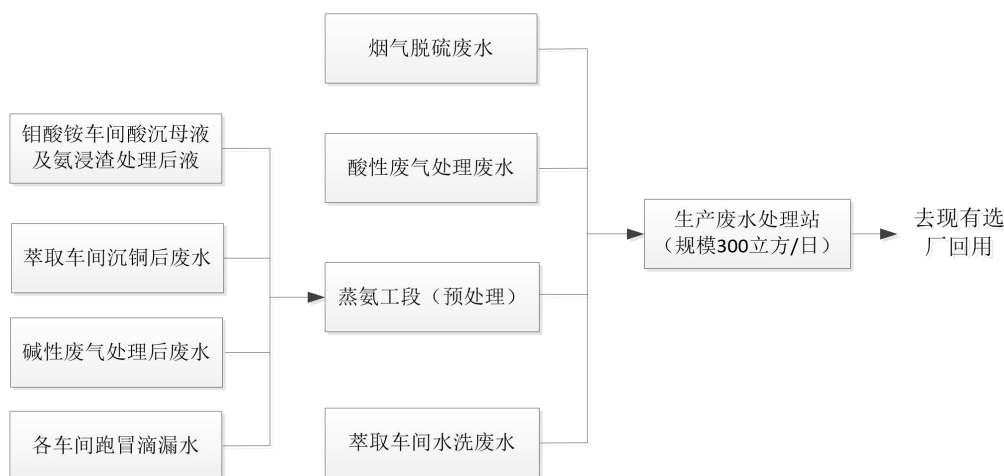 烟气脱硫废水
钼酸铵车间酸沉母液
及氨浸渣处理后液
酸性废气处理废水
萃取车间沉铜后废水
生产废水处理站
（规模300立方/日）
去现有选
厂回用
蒸氨工段（预处理）
碱性废气处理后废水
各车间跑冒滴漏水
萃取车间水洗废水